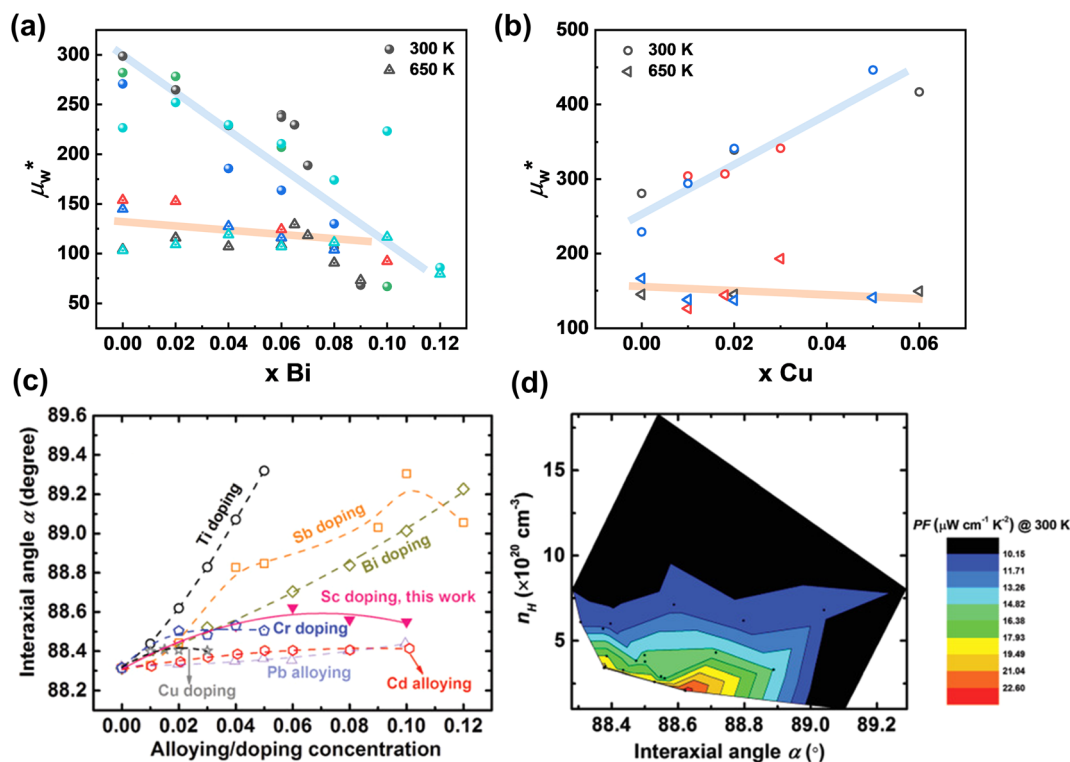 (a)
300
250
200
150
100
50
μw*
300 K
650 K
0.00 0.02 0.04 0.06 0.08 0.10 0.12
x Bi
(b)
500
400
300
200
100
μw*
300 K
650 K
0.00 0.02 0.04 0.06
x Cu
(c)
89.6
89.4
89.2
89.0
88.8
88.6
88.4
88.2
Interaxial angle α (degree)
Ti doping
Sb doping
Bi doping
Sc doping, this work
Cr doping
Pb alloying
Cu doping
Cd alloying
0.00 0.02 0.04 0.06 0.08 0.10 0.12
Alloying/doping concentration
(d)
15
10
5
nH (×10²⁰ cm⁻³)
88.4 88.6 88.8 89.0 89.2
Interaxial angle α (°)
PF (μW cm⁻¹ K⁻²) @ 300 K
10.15
11.71
13.26
14.82
16.38
17.93
19.49
21.04
22.60